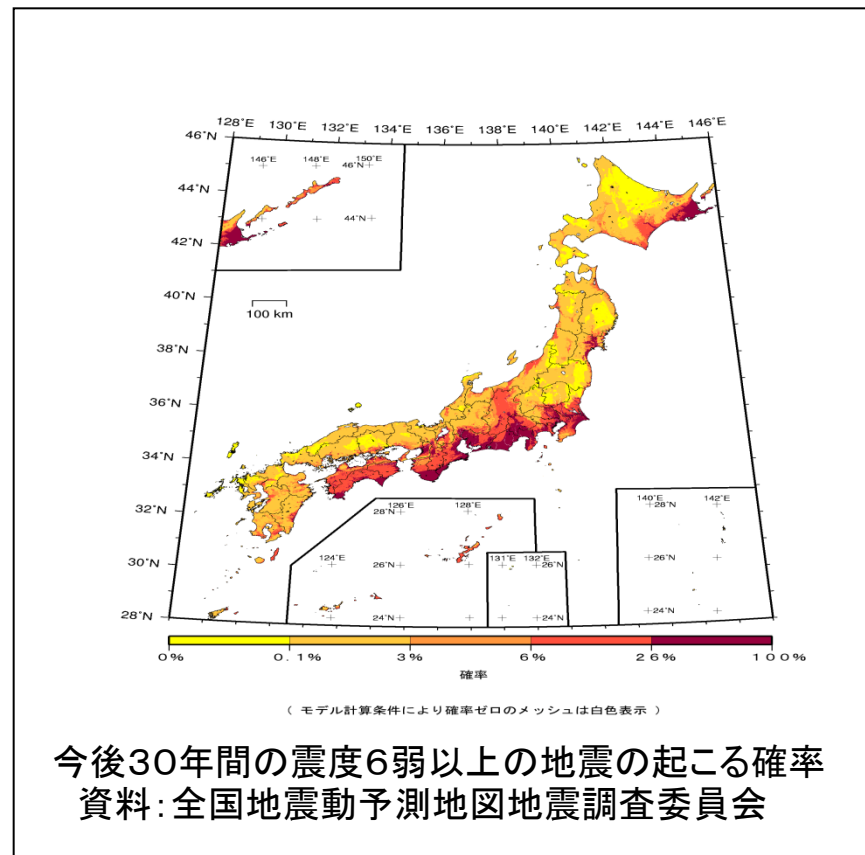 128°E 130°E 132°E 134°E 136°E 138°E 140°E 142°E 144°E 146°E
46°N
146°E 148°E 150°E
46°N
44°N
44°N
42°N
40°N
100 km
38°N
36°N
34°N
32°N
126°E 128°E
28°N
140°E 142°E
28°N
30°N
124°E
26°N
131°E 132°E
26°N
26°N
28°N
24°N
24°N
24°N
0% 0.1% 3% 6% 26% 100%
確率
( モデル計算条件により確率ゼロのメッシュは白色表示 )
今後30年間の震度6弱以上の地震の起こる確率
資料:全国地震動予測地図地震調査委員会